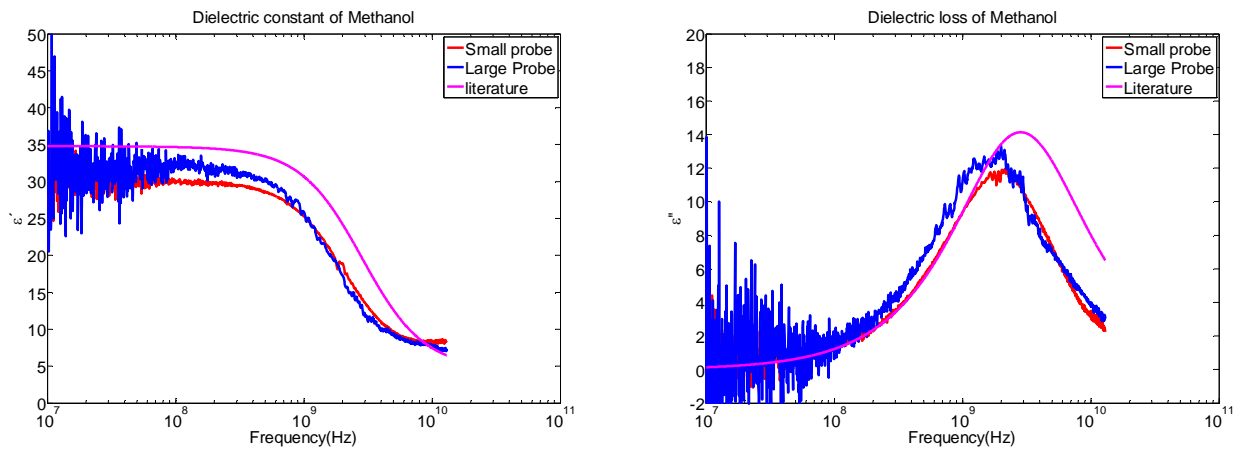 Dielectric constant of Methanol
50
45
40
35
30
25
20
15
10
5
0
ε′
Small probe
Large Probe
literature
10^7
10^8
10^9
10^10
10^11
Frequency(Hz)
Dielectric loss of Methanol
20
18
16
14
12
10
8
6
4
2
0
-2
ε"
Small probe
Large Probe
Literature
10^7
10^8
10^9
10^10
10^11
Frequency(Hz)